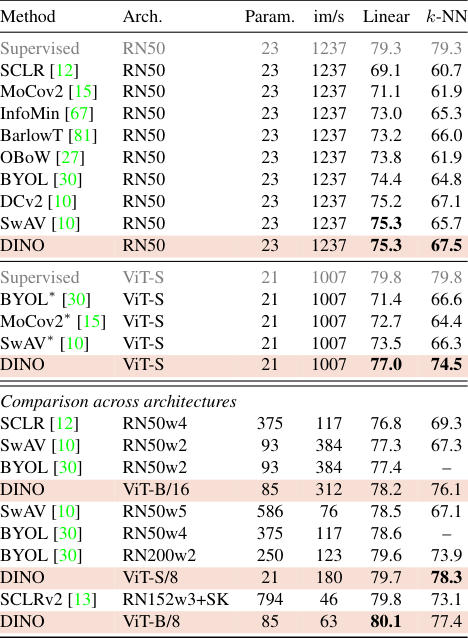 Method Arch. Param. im/s Linear k-NN
Supervised RN50 23 1237 79.3 79.3
SCLR [12] RN50 23 1237 69.1 60.7
MoCov2 [15] RN50 23 1237 71.1 61.9
InfoMin [67] RN50 23 1237 73.0 65.3
BarlowT [81] RN50 23 1237 73.2 66.0
OBoW [27] RN50 23 1237 73.8 61.9
BYOL [30] RN50 23 1237 74.4 64.8
DCv2 [10] RN50 23 1237 75.2 67.1
SwAV [10] RN50 23 1237 75.3 65.7
DINO RN50 23 1237 75.3 67.5
Supervised ViT-S 21 1007 79.8 79.8
BYOL* [30] ViT-S 21 1007 71.4 66.6
MoCov2* [15] ViT-S 21 1007 72.7 64.4
SwAV* [10] ViT-S 21 1007 73.5 66.3
DINO ViT-S 21 1007 77.0 74.5
Comparison across architectures
SCLR [12] RN50w4 375 117 76.8 69.3
SwAV [10] RN50w2 93 384 77.3 67.3
BYOL [30] RN50w2 93 384 77.4 –
DINO ViT-B/16 85 312 78.2 76.1
SwAV [10] RN50w5 586 76 78.5 67.1
BYOL [30] RN50w4 375 117 78.6 –
BYOL [30] RN200w2 250 123 79.6 73.9
DINO ViT-S/8 21 180 79.7 78.3
SCLRv2 [13] RN152w3+SK 794 46 79.8 73.1
DINO ViT-B/8 85 63 80.1 77.4